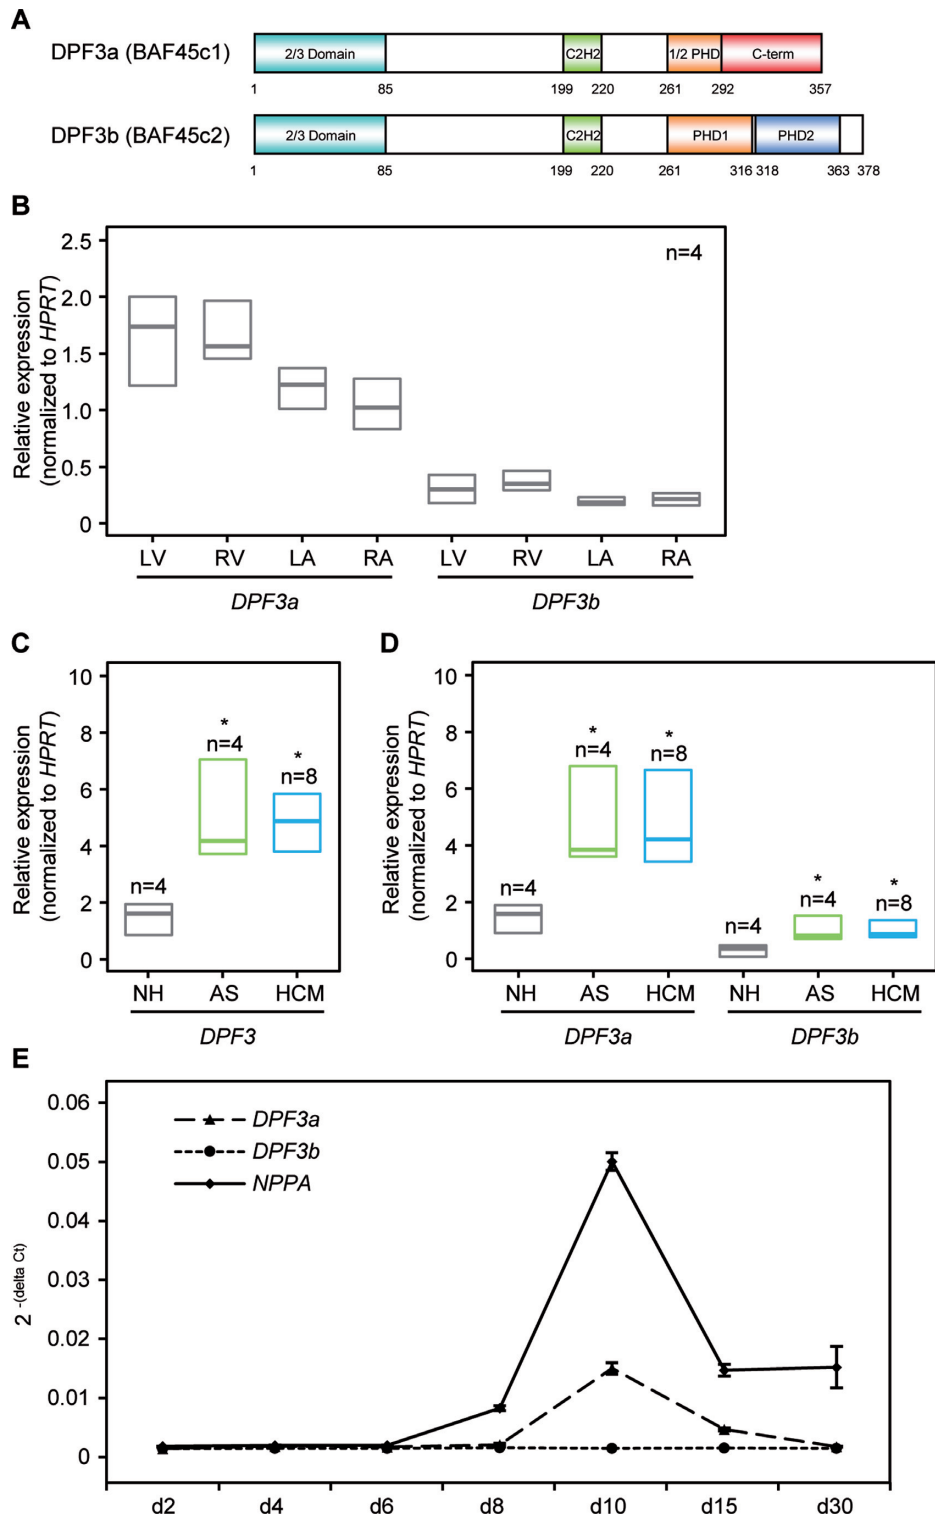 A
DPF3a (BAF45c1)
2/3 Domain
C2H2
1/2 PHD
C-term
1 85 199 220 261 292 357
DPF3b (BAF45c2)
2/3 Domain
C2H2
PHD1
PHD2
1 85 199 220 261 316 318 363 378
B
Relative expression
(normalized to HPRT)
2.5
2.0
1.5
1.0
0.5
0
n=4
LV RV LA RA LV RV LA RA
DPF3a DPF3b
C
Relative expression
(normalized to HPRT)
10
8
6
4
2
0
n=4
*
n=4
*
n=8
NH AS HCM
DPF3
D
Relative expression
(normalized to HPRT)
10
8
6
4
2
0
n=4
*
n=4
*
n=8
n=4
*
n=4
*
n=8
NH AS HCM NH AS HCM
DPF3a DPF3b
E
2 -(delta Ct)
0.06
0.05
0.04
0.03
0.02
0.01
0
DPF3a
DPF3b
NPPA
d2 d4 d6 d8 d10 d15 d30